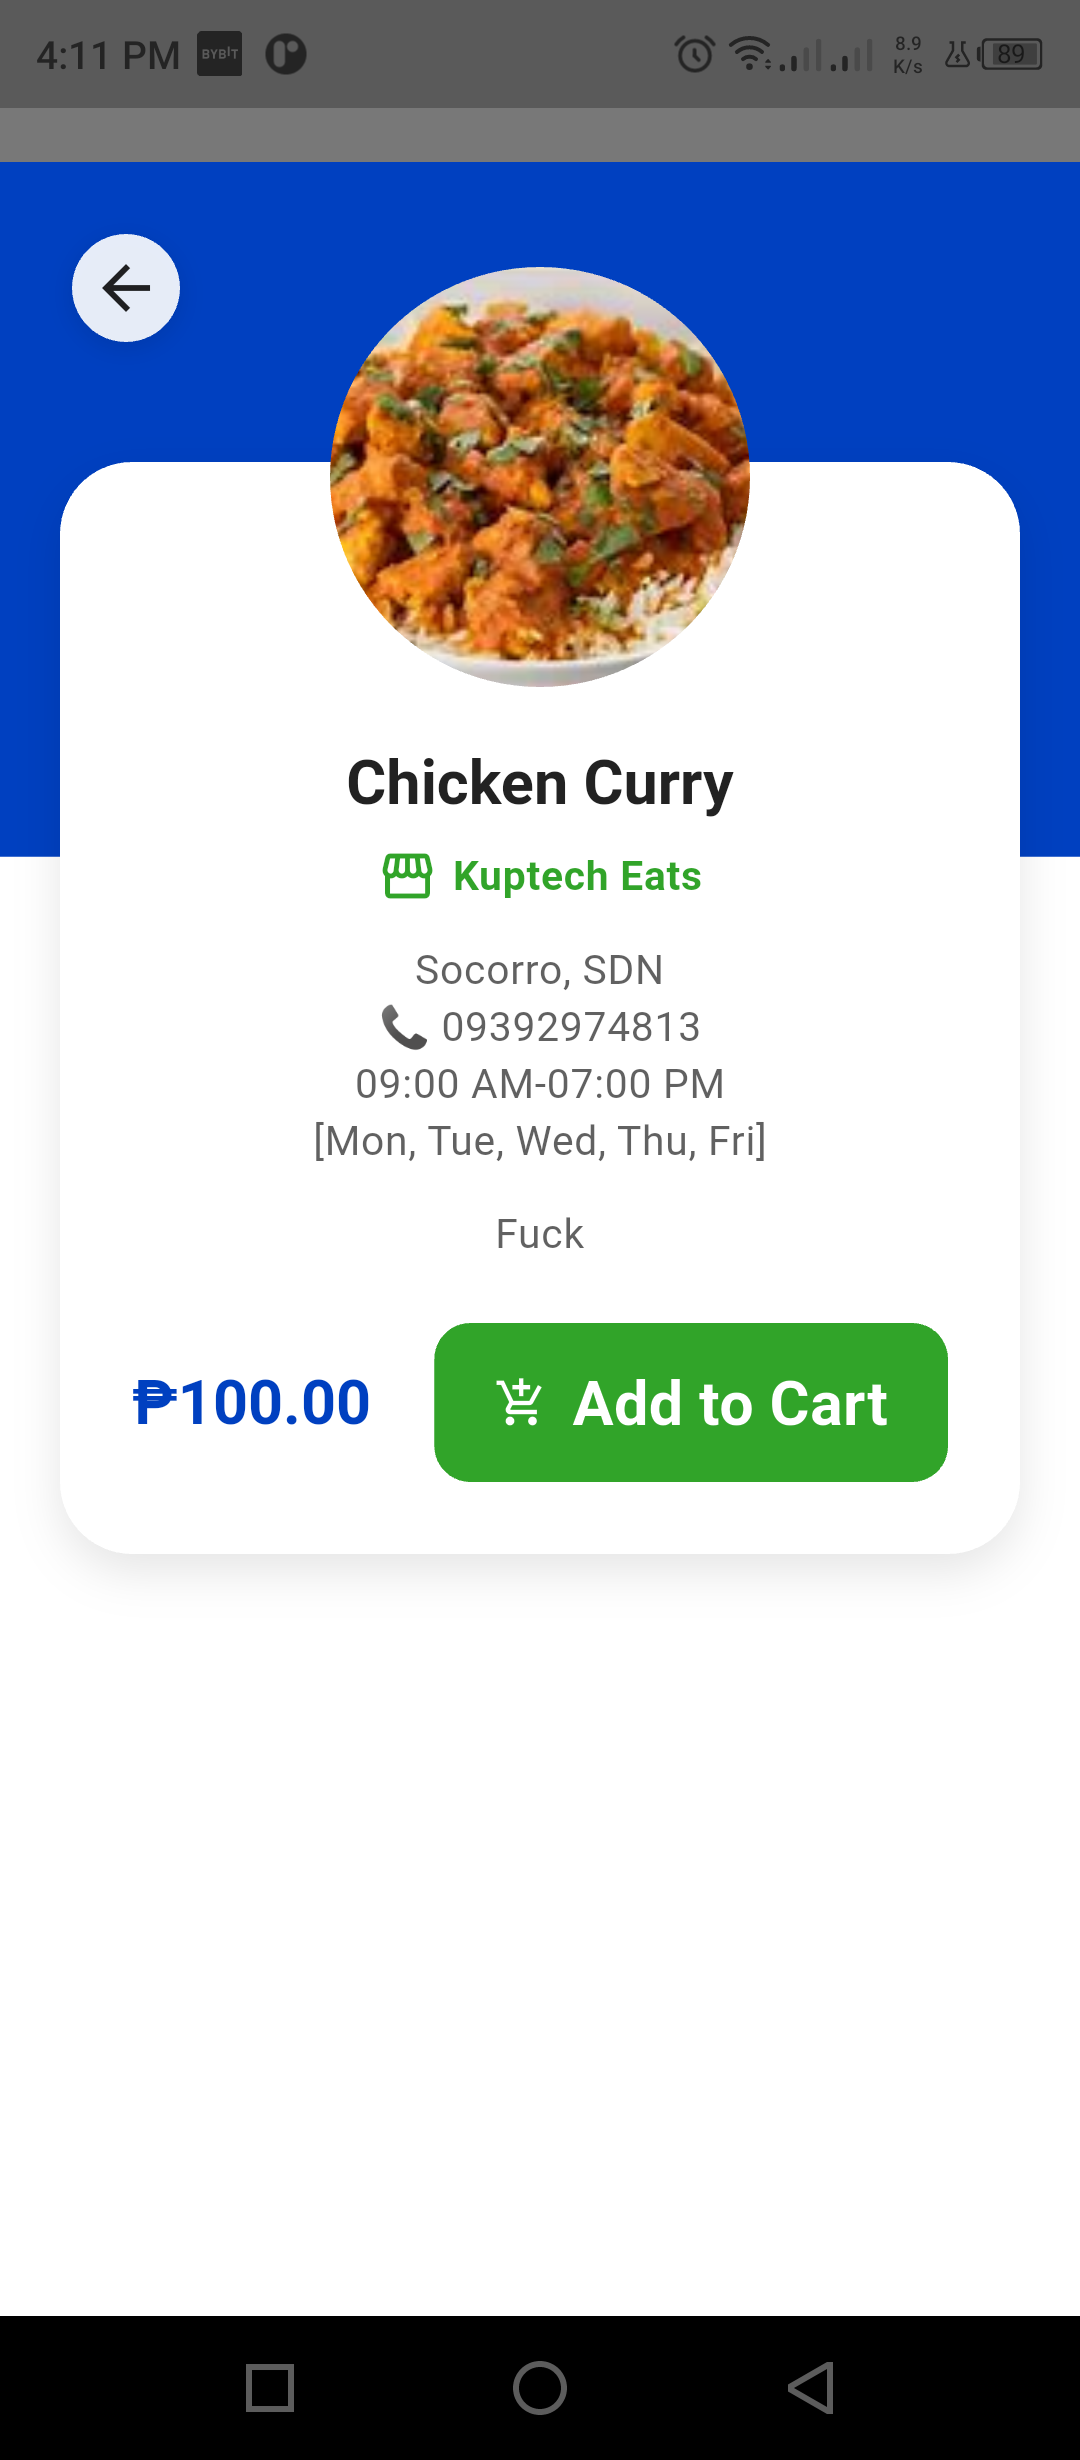 4:11 PM BYBIT 8.9 K/s 89
Chicken Curry
Kuptech Eats
Socorro, SDN
📞 09392974813
09:00 AM-07:00 PM
[Mon, Tue, Wed, Thu, Fri]
Fuck
₱100.00 Add to Cart